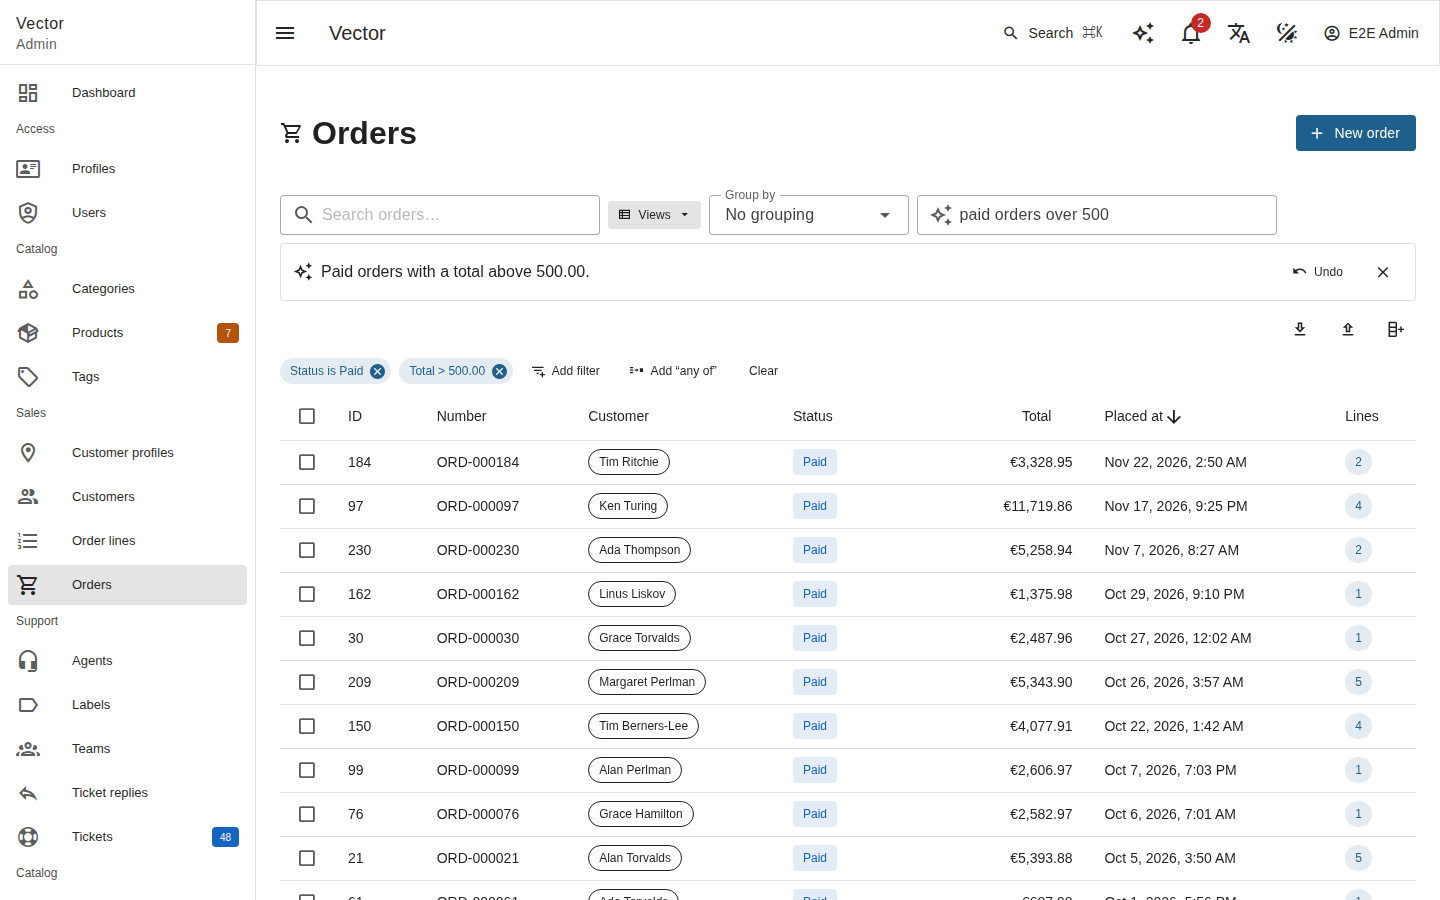 Vector
Admin
Dashboard
Access
Profiles
Users
Catalog
Categories
Products 7
Tags
Sales
Customer profiles
Customers
Order lines
Orders
Support
Agents
Labels
Teams
Ticket replies
Tickets 48
Catalog
Vector
Search ⌘K
2
E2E Admin
Orders
New order
Search orders…
Views
Group by
No grouping
paid orders over 500
Paid orders with a total above 500.00.
Undo
Status is Paid
Total > 500.00
Add filter
Add “any of”
Clear
ID Number Customer Status Total Placed at Lines
184 ORD-000184 Tim Ritchie Paid €3,328.95 Nov 22, 2026, 2:50 AM 2
97 ORD-000097 Ken Turing Paid €11,719.86 Nov 17, 2026, 9:25 PM 4
230 ORD-000230 Ada Thompson Paid €5,258.94 Nov 7, 2026, 8:27 AM 2
162 ORD-000162 Linus Liskov Paid €1,375.98 Oct 29, 2026, 9:10 PM 1
30 ORD-000030 Grace Torvalds Paid €2,487.96 Oct 27, 2026, 12:02 AM 1
209 ORD-000209 Margaret Perlman Paid €5,343.90 Oct 26, 2026, 3:57 AM 5
150 ORD-000150 Tim Berners-Lee Paid €4,077.91 Oct 22, 2026, 1:42 AM 4
99 ORD-000099 Alan Perlman Paid €2,606.97 Oct 7, 2026, 7:03 PM 1
76 ORD-000076 Grace Hamilton Paid €2,582.97 Oct 6, 2026, 7:01 AM 1
21 ORD-000021 Alan Torvalds Paid €5,393.88 Oct 5, 2026, 3:50 AM 5